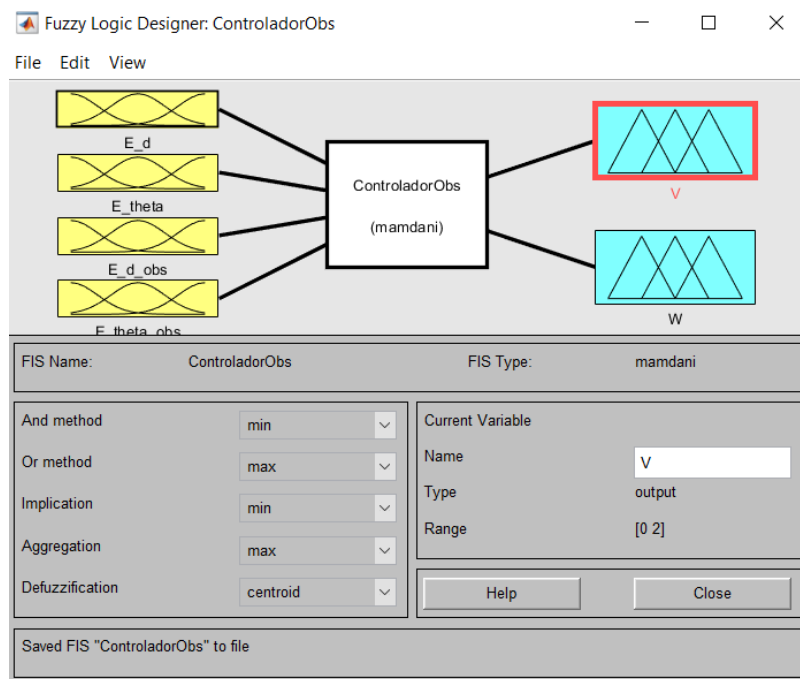 Fuzzy Logic Designer: ControladorObs
File Edit View
E_d
E_theta
E_d_obs
E_theta_obs
ControladorObs
(mamdani)
V
W
FIS Name: ControladorObs FIS Type: mamdani
And method min
Or method max
Implication min
Aggregation max
Defuzzification centroid
Current Variable
Name V
Type output
Range [0 2]
Help Close
Saved FIS "ControladorObs" to file